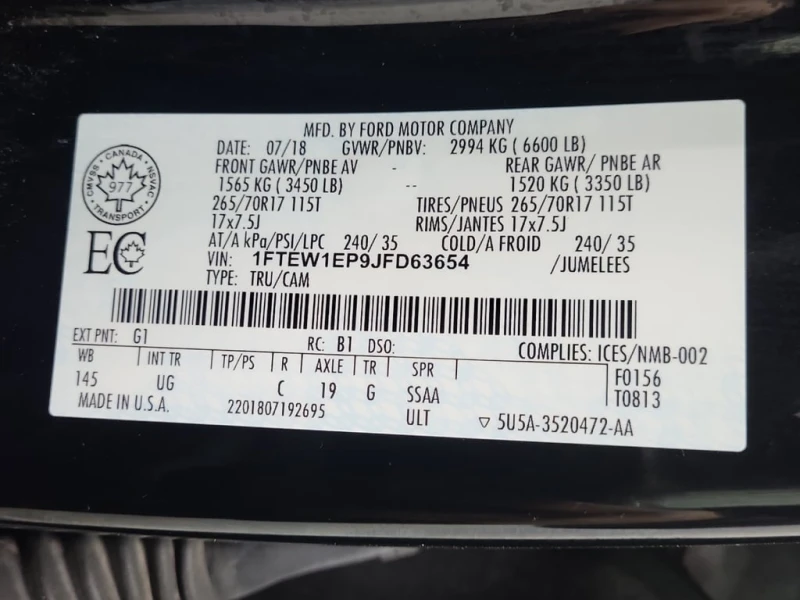 MFD. BY FORD MOTOR COMPANY
DATE: 07/18 GVWR/PNBV: 2994 KG ( 6600 LB)
FRONT GAWR/PNBE AV REAR GAWR/ PNBE AR
1565 KG ( 3450 LB) -- 1520 KG ( 3350 LB)
265/70R17 115T TIRES/PNEUS 265/70R17 115T
17x7.5J RIMS/JANTES 17x7.5J
AT/A kPa/PSI/LPC 240/ 35 COLD/A FROID 240/ 35
VIN: 1FTEW1EP9JFD63654 /JUMELEES
TYPE: TRU/CAM
CANADA
CMVSS NSVAC
977
TRANSPORT
EC
EXT PNT: G1 RC: B1 DSO: COMPLIES: ICES/NMB-002
WB INT TR TP/PS R AXLE TR SPR F0156
145 UG C 19 G SSAA T0813
MADE IN U.S.A. 2201807192695 ULT ▽ 5U5A-3520472-AA